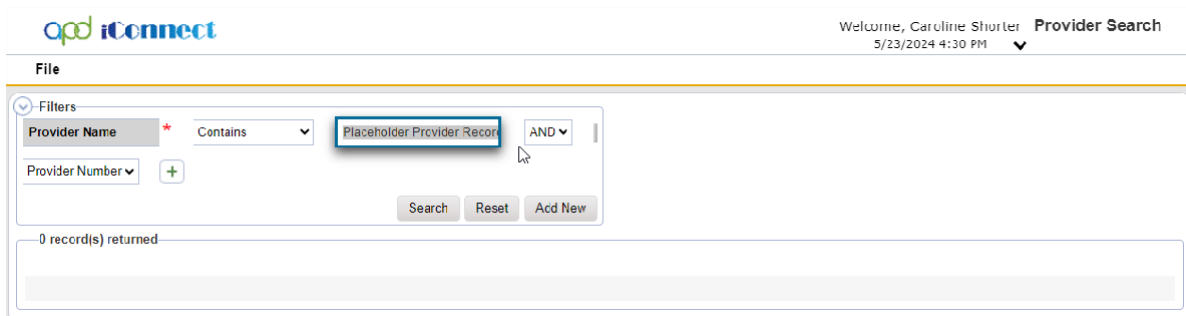 apd iConnect
Welcome, Caroline Shorter Provider Search
5/23/2024 4:30 PM
File
Filters
Provider Name * Contains Placeholder Provider Record AND
Provider Number +
Search Reset Add New
0 record(s) returned